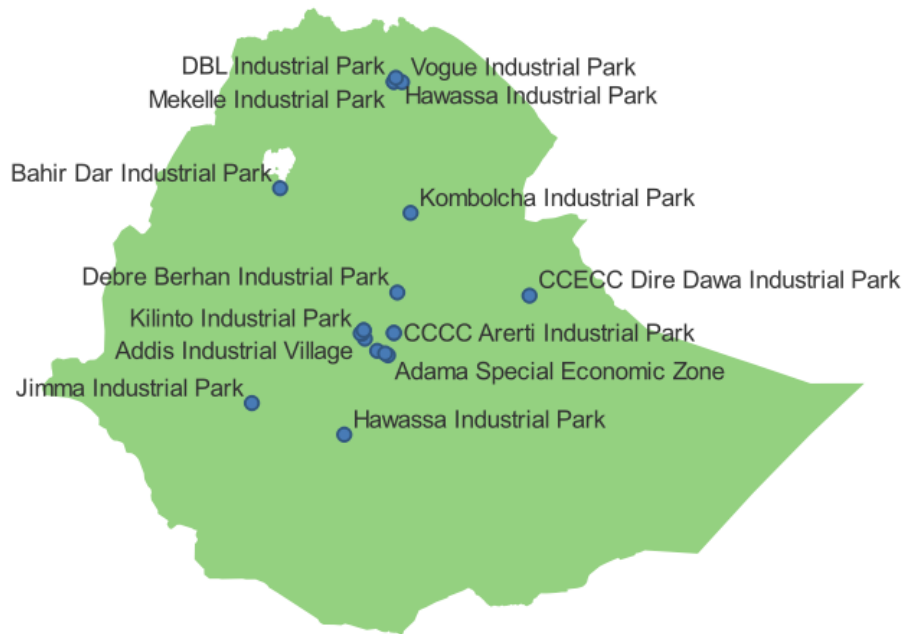 DBL Industrial Park
Vogue Industrial Park
Mekelle Industrial Park
Hawassa Industrial Park
Bahir Dar Industrial Park
Kombolcha Industrial Park
Debre Berhan Industrial Park
CCECC Dire Dawa Industrial Park
Kilinto Industrial Park
CCCC Arerti Industrial Park
Addis Industrial Village
Adama Special Economic Zone
Jimma Industrial Park
Hawassa Industrial Park